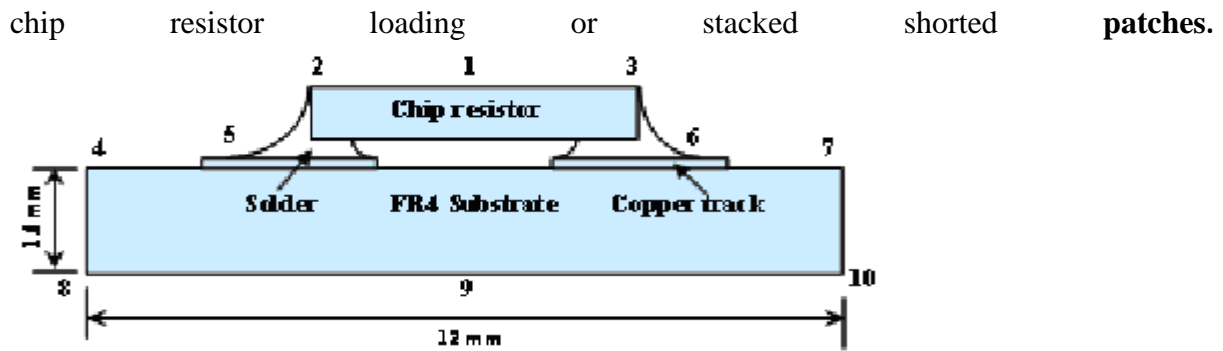 chip resistor loading or stacked shorted patches.
2 1 3
Chip resistor
4 5 6 7
Solder FR4 Substrate Copper track
8 9 10
12 mm